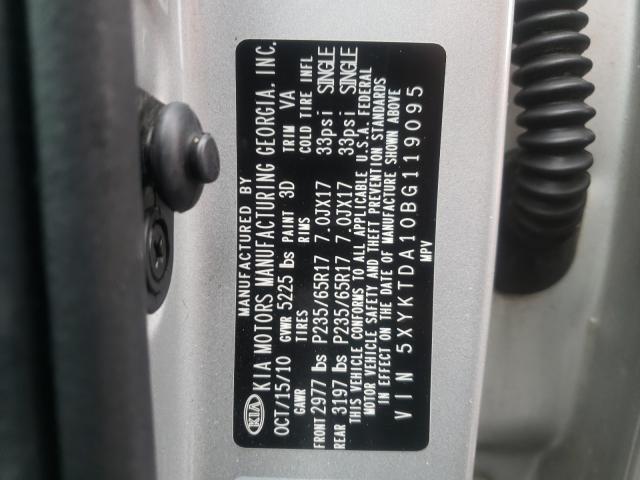 MANUFACTURED BY
KIA KIA MOTORS MANUFACTURING GEORGIA, INC.
OCT/15/10 GVWR 5225 lbs PAINT 3D TRIM VA
GAWR TIRES RIMS COLD TIRE INFL
FRONT 2977 lbs P235/65R17 7.0JX17 33psi SINGLE
REAR 3197 lbs P235/65R17 7.0JX17 33psi SINGLE
THIS VEHICLE CONFORMS TO ALL APPLICABLE U.S.A. FEDERAL
MOTOR VEHICLE SAFETY AND THEFT PREVENTION STANDARDS
IN EFFECT ON THE DATE OF MANUFACTURE SHOWN ABOVE
VIN 5XYKTDA10BG119095
MPV